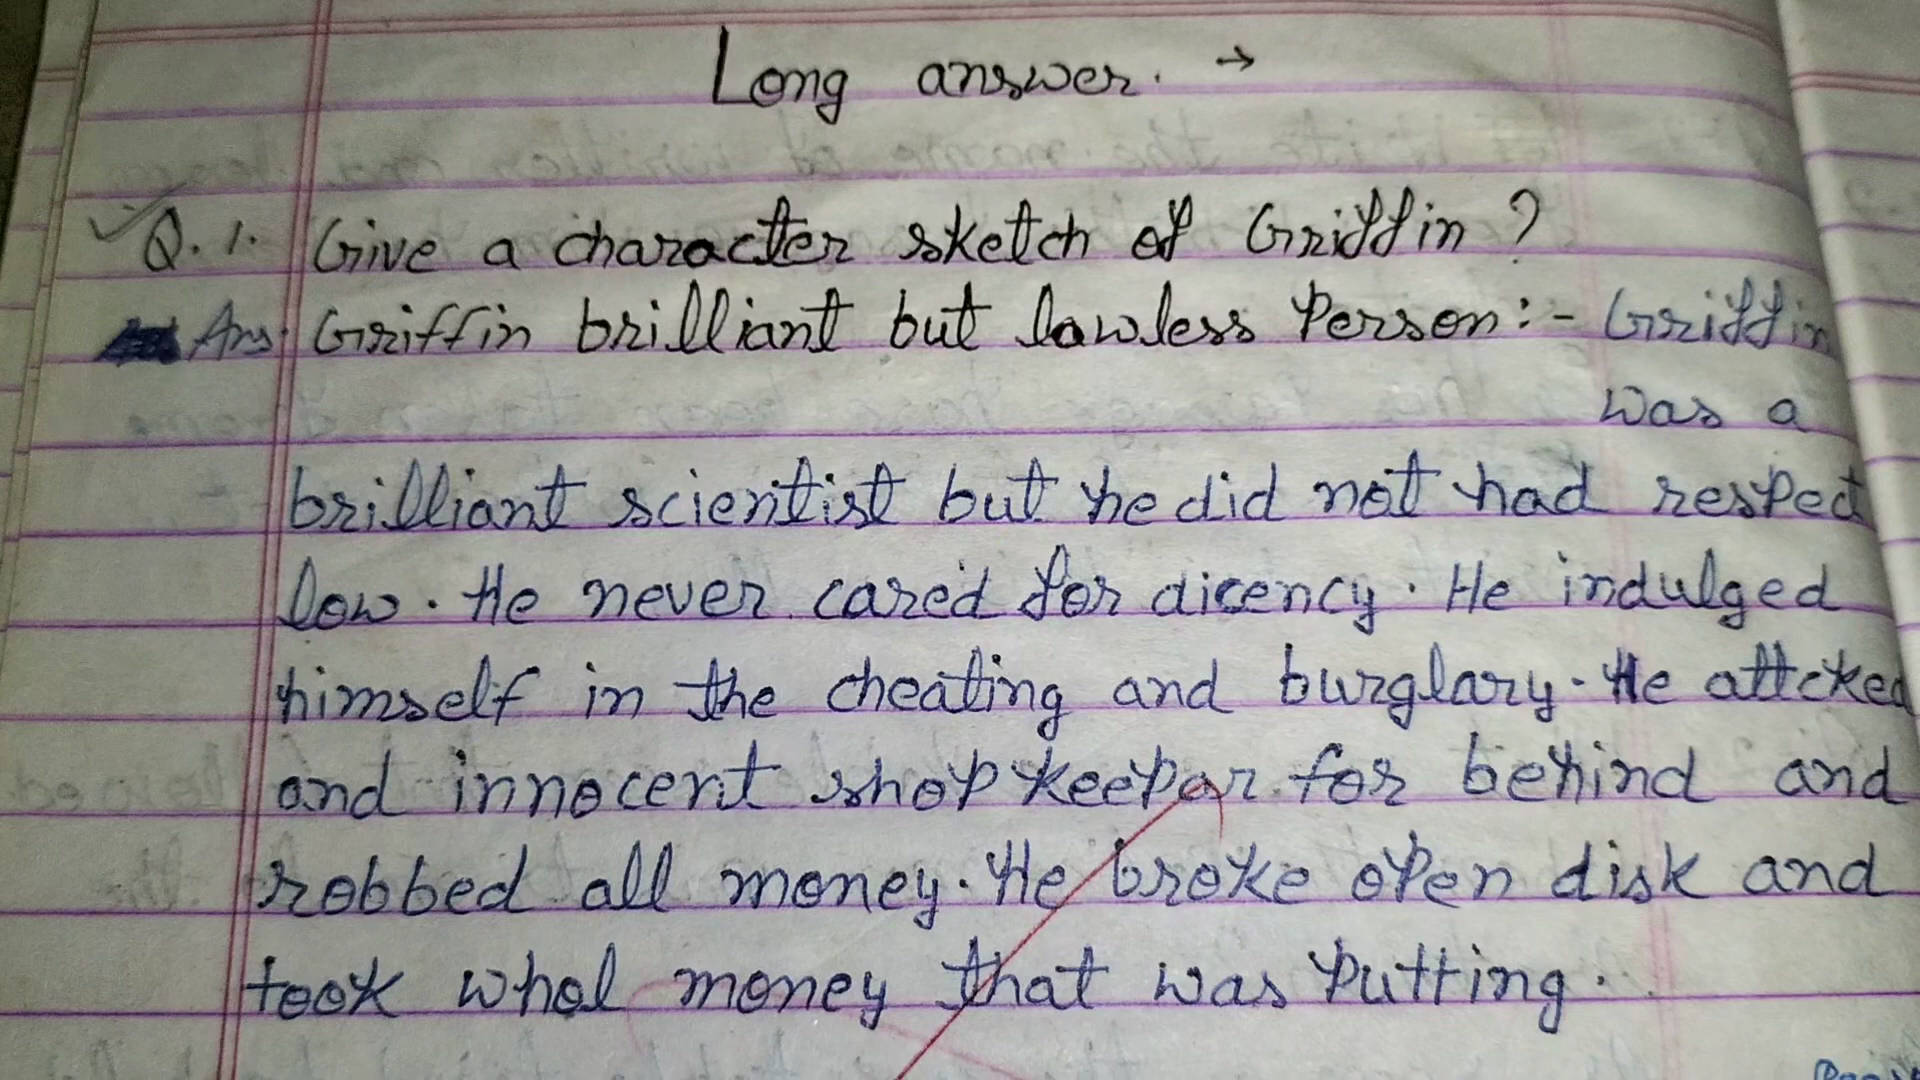 Long answer. →
Q. 1. Give a character sketch of Griffin ?
Ans. Griffin brilliant but lawless Person :- Griffin
was a
brilliant scientist but he did not had respect
low. He never cared for dicency. He indulged
himself in the cheating and burglary. He attcked
and innocent shop keepar for behind and
robbed all money. He broke open disk and
took whol money that was putting.